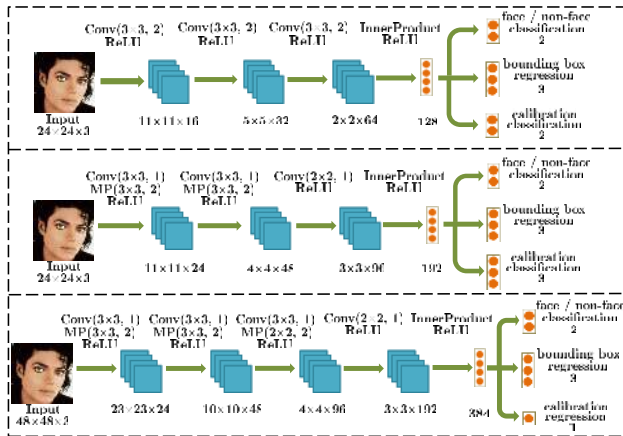 Conv(3×3, 2) Conv(3×3, 2) Conv(3×3, 2) InnerProduct
ReLU ReLU ReLU ReLU
face / non-face
classification
2
bounding box
regression
3
calibration
classification
2
Input
24×24×3 11×11×16 5×5×32 2×2×64 128
Conv(3×3, 1) Conv(3×3, 1) Conv(2×2, 1) InnerProduct
MP(3×3, 2) MP(3×3, 2) ReLU ReLU
ReLU ReLU
face / non-face
classification
2
bounding box
regression
3
calibration
classification
3
Input
24×24×3 11×11×24 4×4×48 3×3×96 192
Conv(3×3, 1) Conv(3×3, 1) Conv(3×3, 1) Conv(2×2, 1) InnerProduct
MP(3×3, 2) MP(3×3, 2) MP(2×2, 2) ReLU ReLU
ReLU ReLU ReLU
face / non-face
classification
2
bounding box
regression
3
calibration
regression
1
Input
48×48×3 23×23×24 10×10×48 4×4×96 3×3×192 384